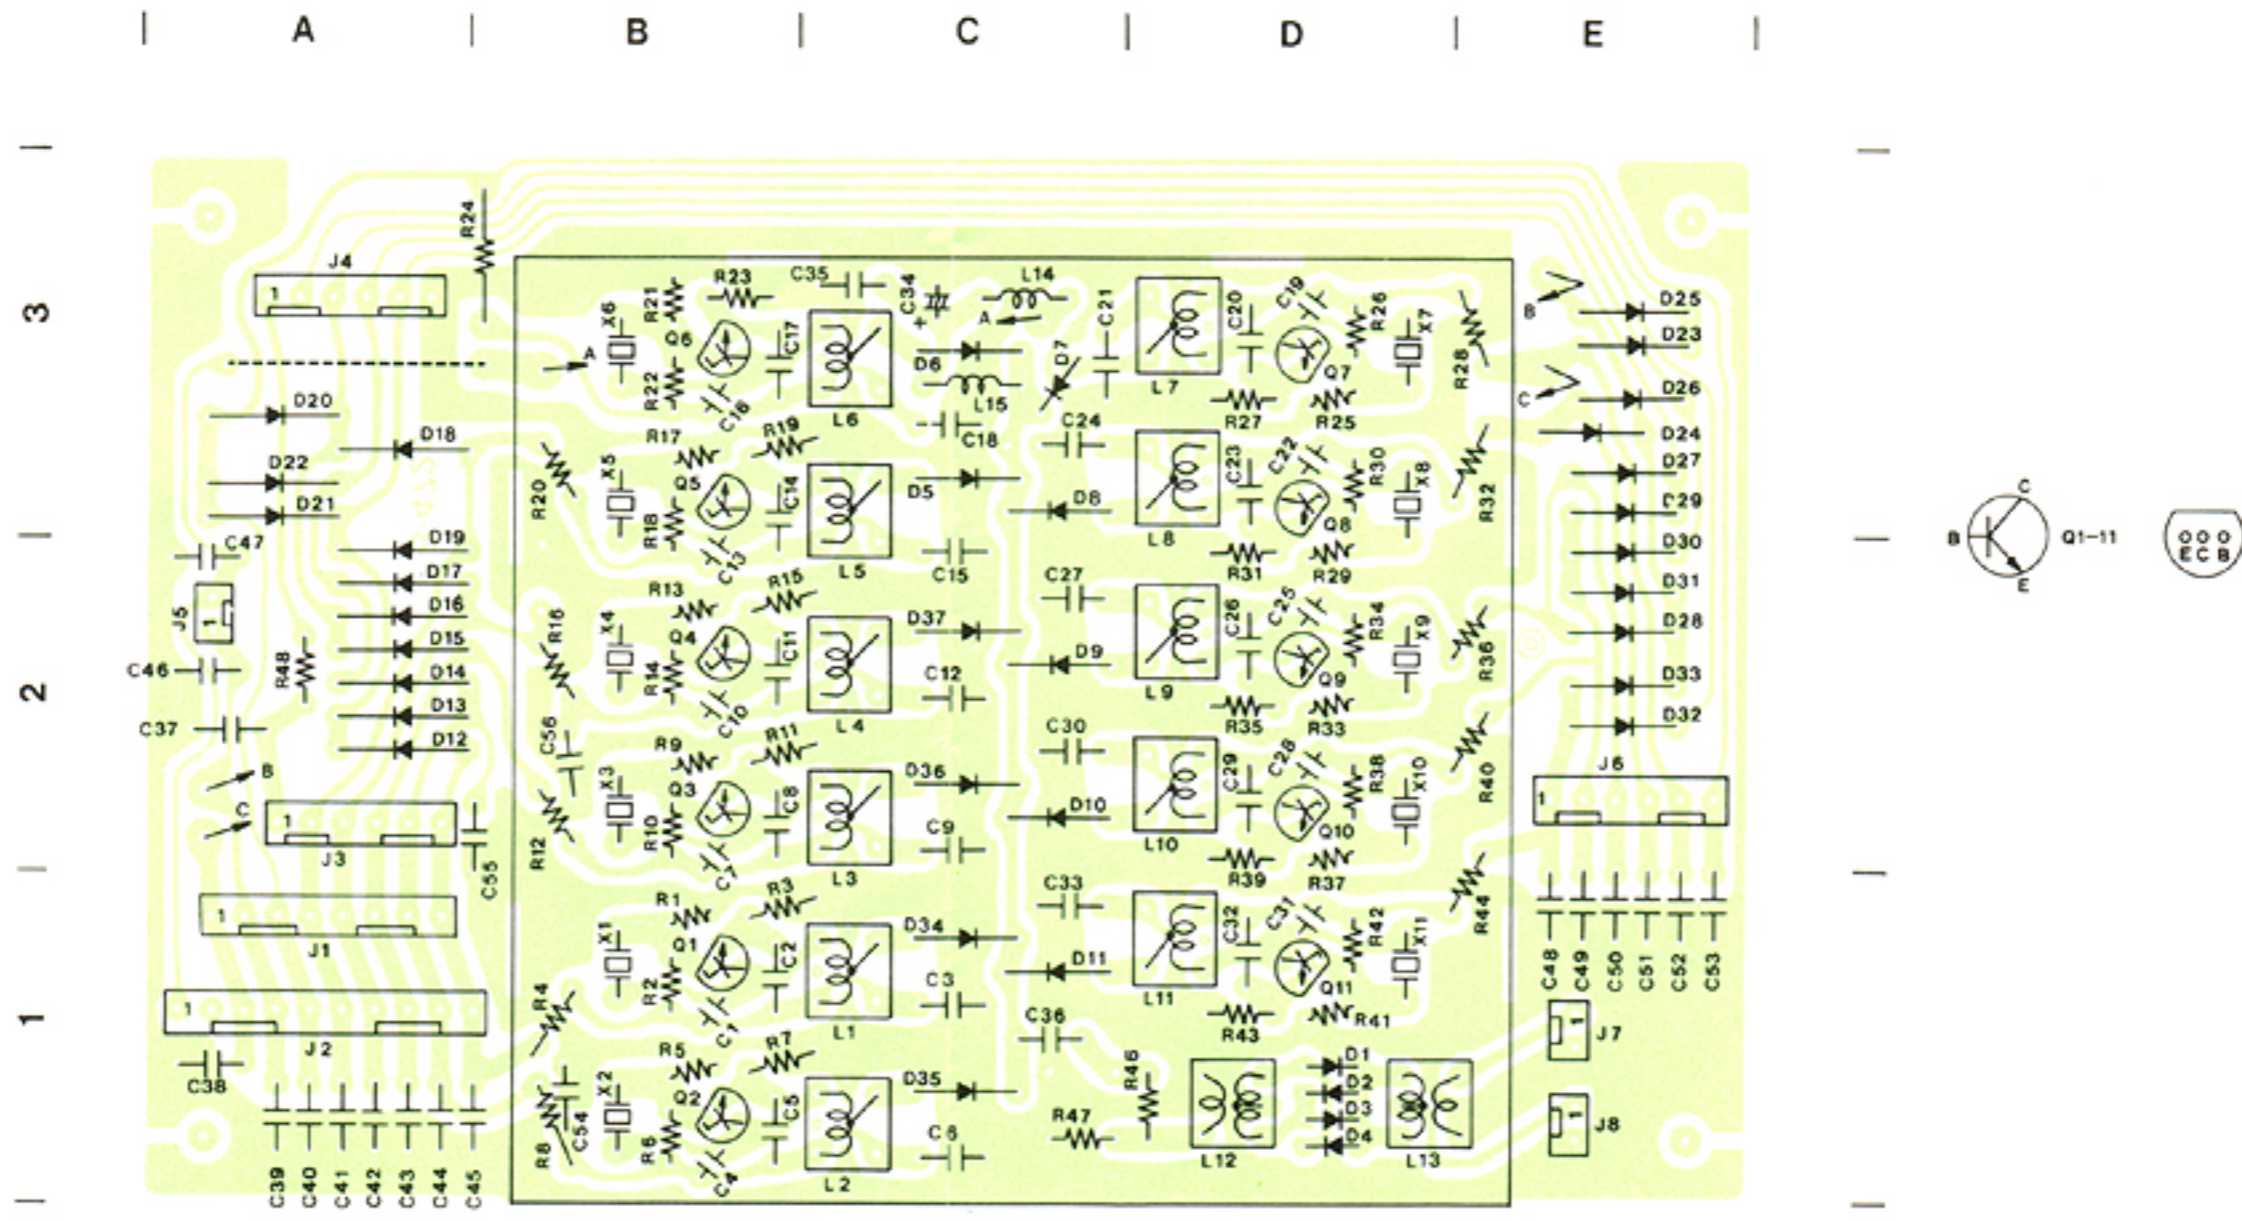 A B C D E
3
R24
J4
1
R21 R23 C35 C34 + L14 C21 C20 C19 R26
X6 Q6 C17 A D6 D7 X7 R28
A
R22 C16 L6 L15 L7 Q7
C18 C24 R27 R25
B D25
D23
C D26
D24
D27
C29
D30
D31
D28
D33
D32
D20
D18
D22
D21
R20 X5 R17 R19 Q5 C14 R18 C13 L5 D5 D8 C15
C23 C22 R30 X8 R32 L8 Q8 R31 R29
C47
D19
D17
D16
D15
D14
D13
D12
J5 1
C46
R48
C37
B
C
2
R16 X4 R13 R15 Q4 C11 R14 C10 L4 D37 C27 D9 C12
C26 C25 R34 X9 R36 L9 Q9 R35 R33
C56 X3 R9 R11 Q3 C8 R10 C7 R12 L3 D36 C30 D10 C9
C29 C28 R38 X10 R40 L10 Q10 R39 R37
J6
1
1
J3
C55
1
J1
R1 R3 X1 Q1 C2 R2 C1 R4 L1 D34 C33 D11 C3 C36
C32 C31 R42 X11 R44 L11 Q11 R43 R41
C48 C49 C50 C51 C52 C53
1
1
J2
C38
R5 R7 X2 Q2 C5 R6 C4 R8 C54 L2 D35 C6 R47 R46
D1
D2
D3
D4
L12 L13
1 J7
1 J8
C39 C40 C41 C42 C43 C44 C45
C
B Q1-11
E
E C B